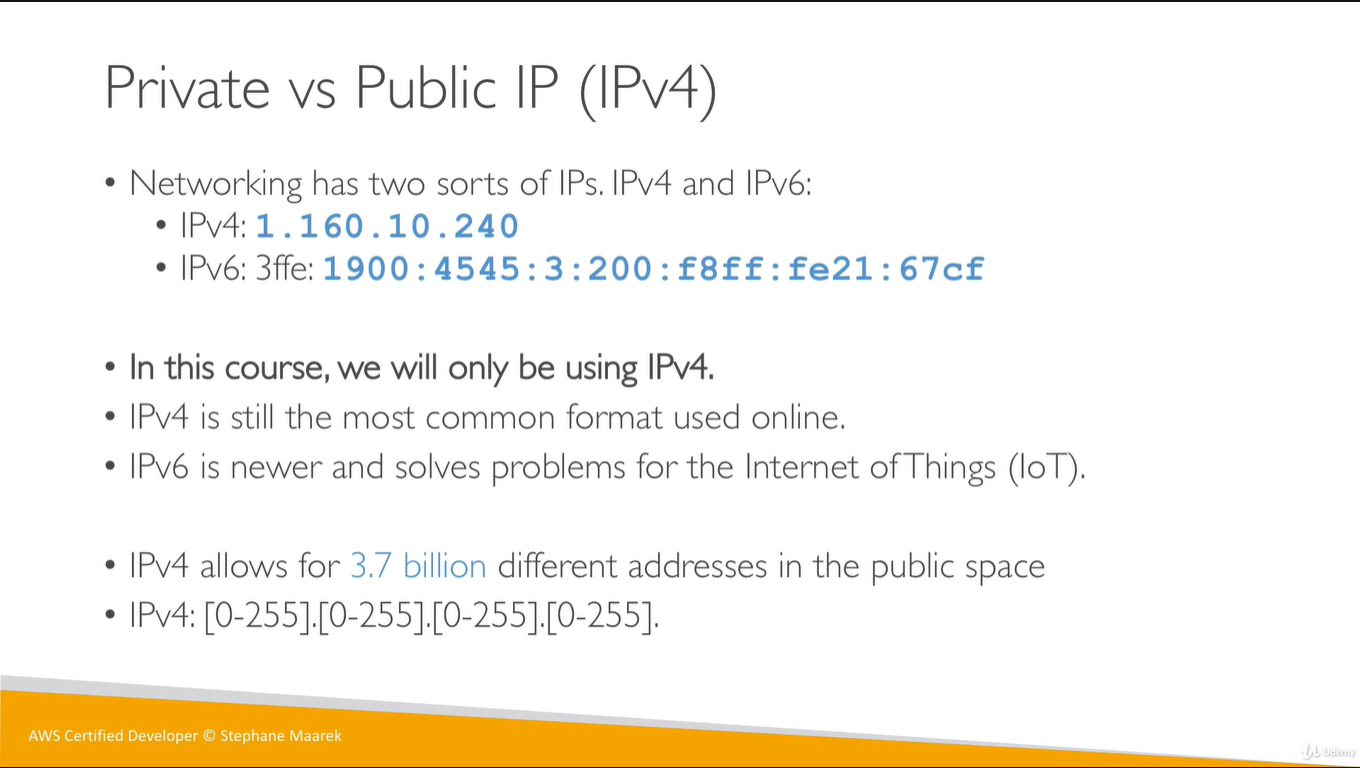 Private vs Public IP (IPv4)
• Networking has two sorts of IPs. IPv4 and IPv6:
• IPv4: 1.160.10.240
• IPv6: 3ffe: 1900:4545:3:200:f8ff:fe21:67cf
• In this course, we will only be using IPv4.
• IPv4 is still the most common format used online.
• IPv6 is newer and solves problems for the Internet of Things (IoT).
• IPv4 allows for 3.7 billion different addresses in the public space
• IPv4: [0-255].[0-255].[0-255].[0-255].
AWS Certified Developer © Stephane Maarek
Udemy